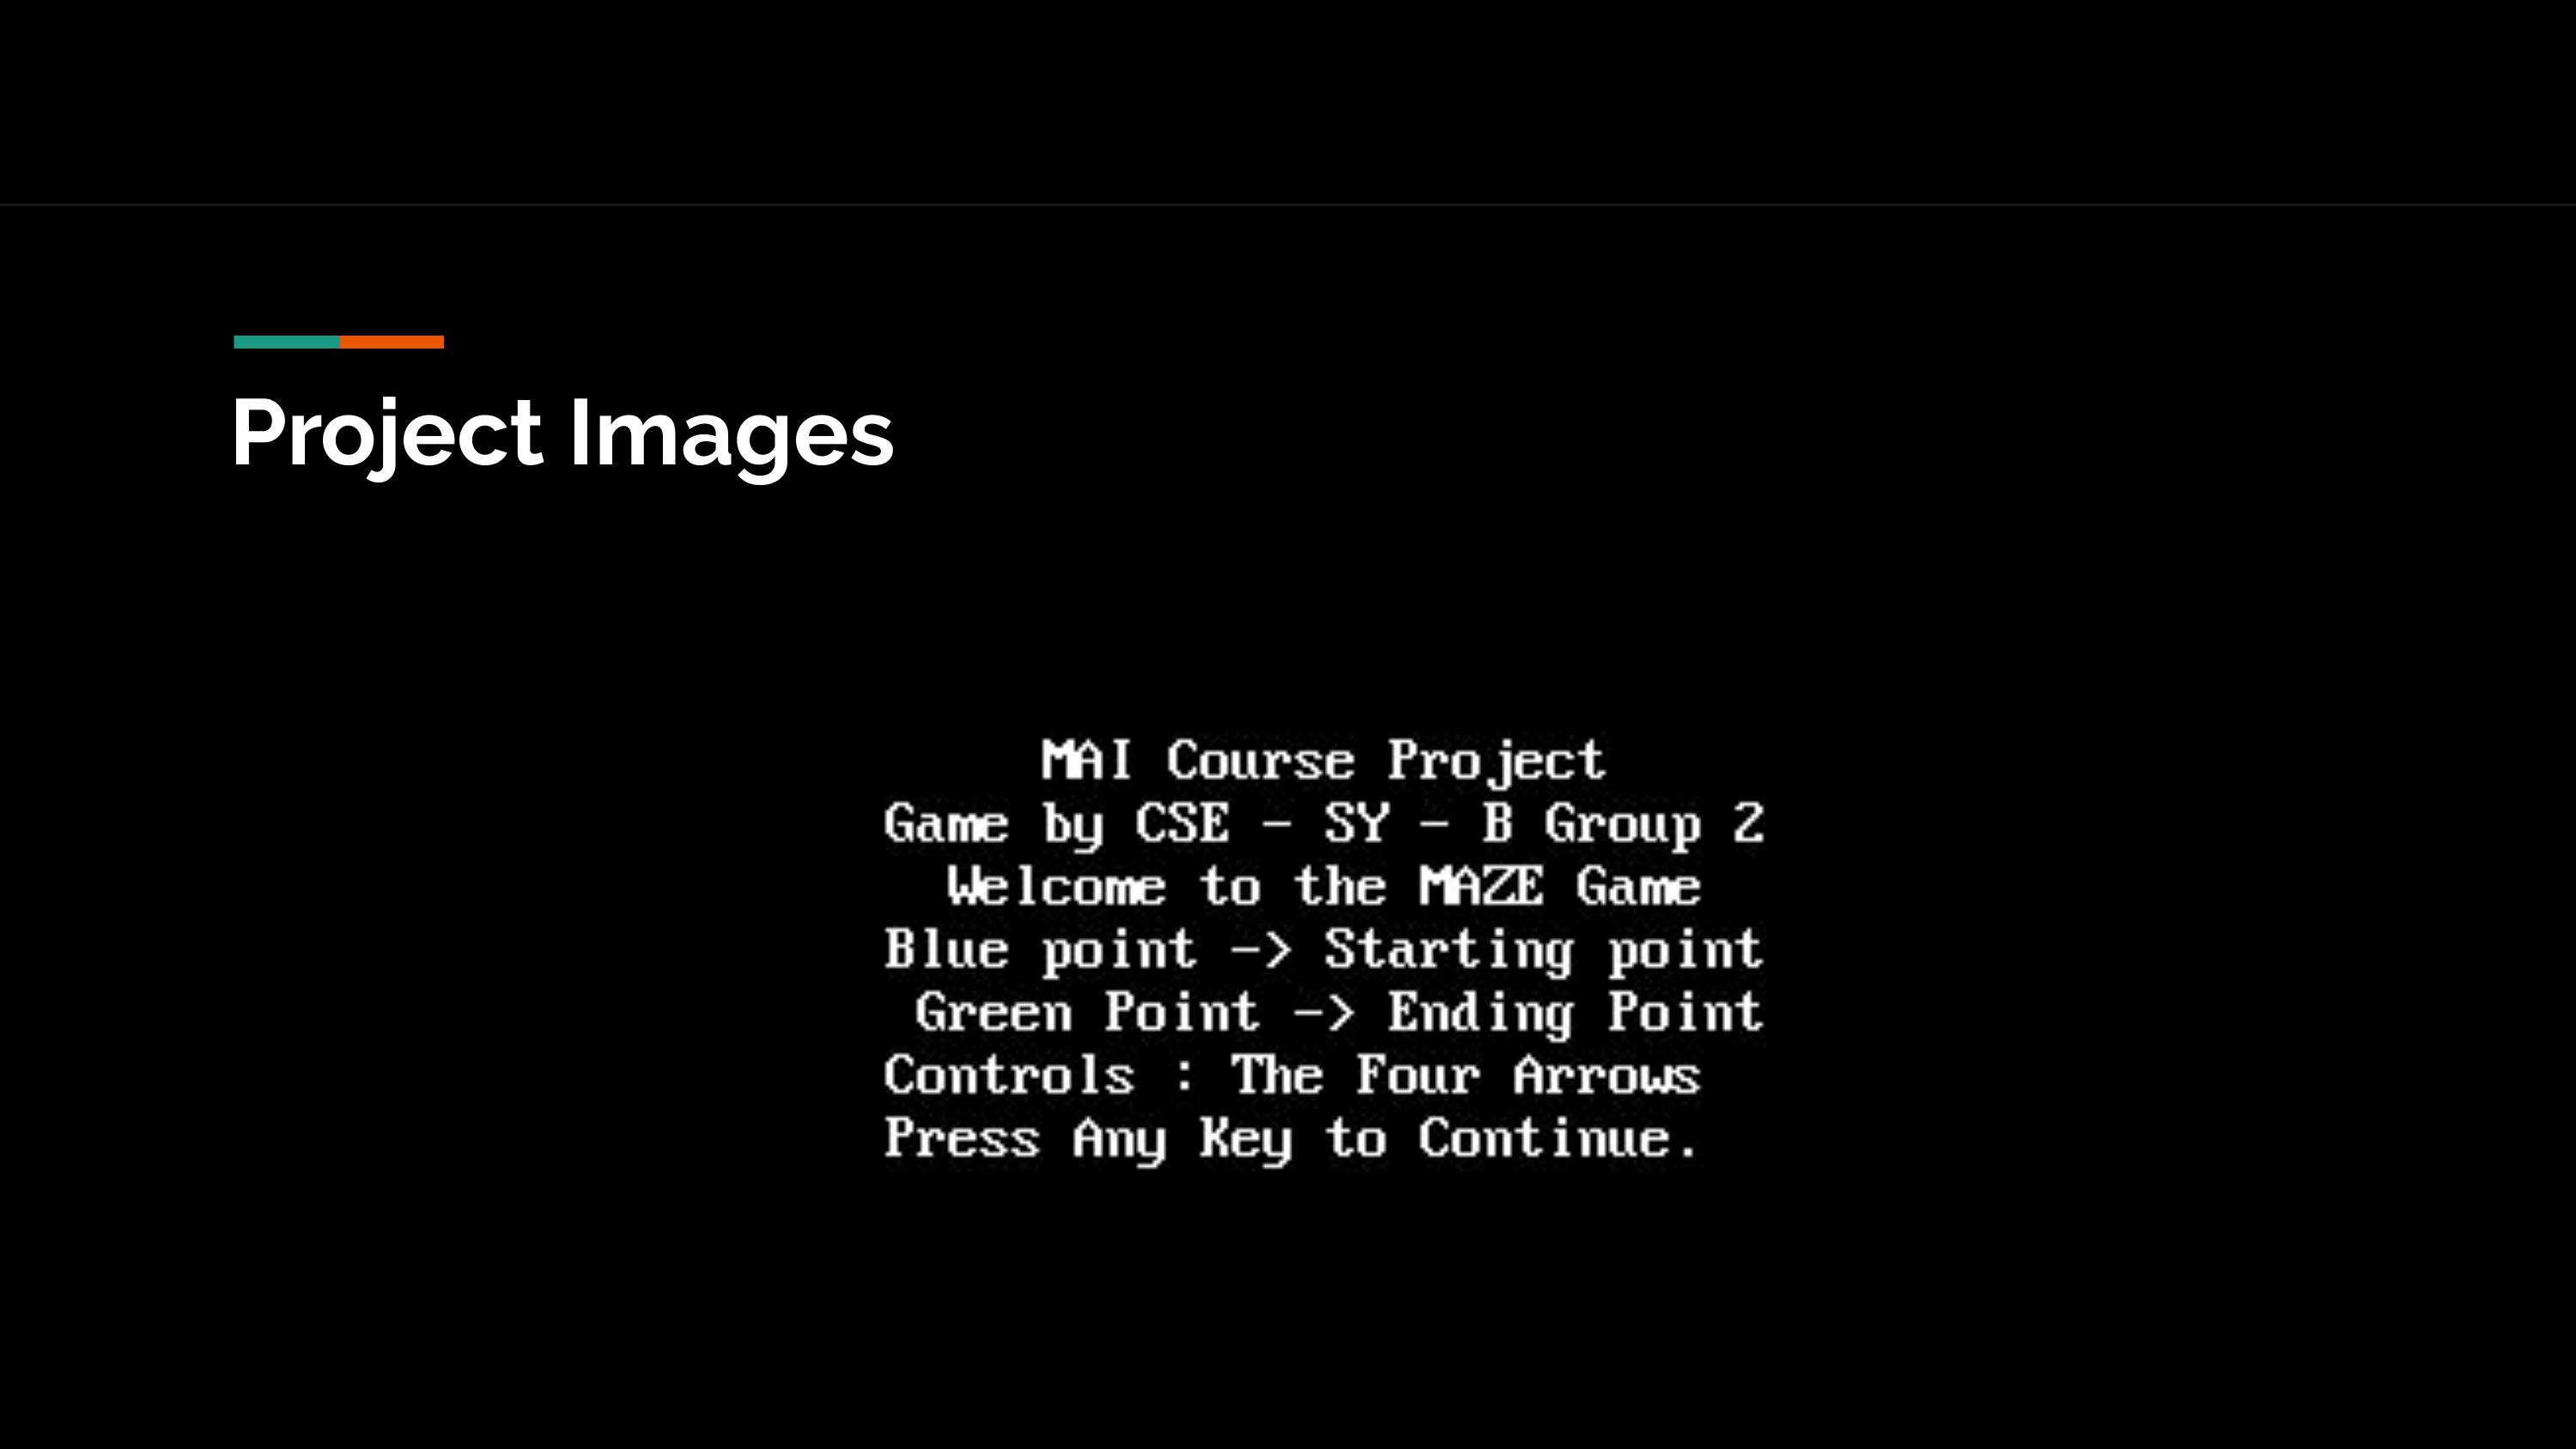 Project Images
MAI Course Project
Game by CSE - SY - B Group 2
Welcome to the MAZE Game
Blue point -> Starting point
Green Point -> Ending Point
Controls : The Four Arrows
Press Any Key to Continue.